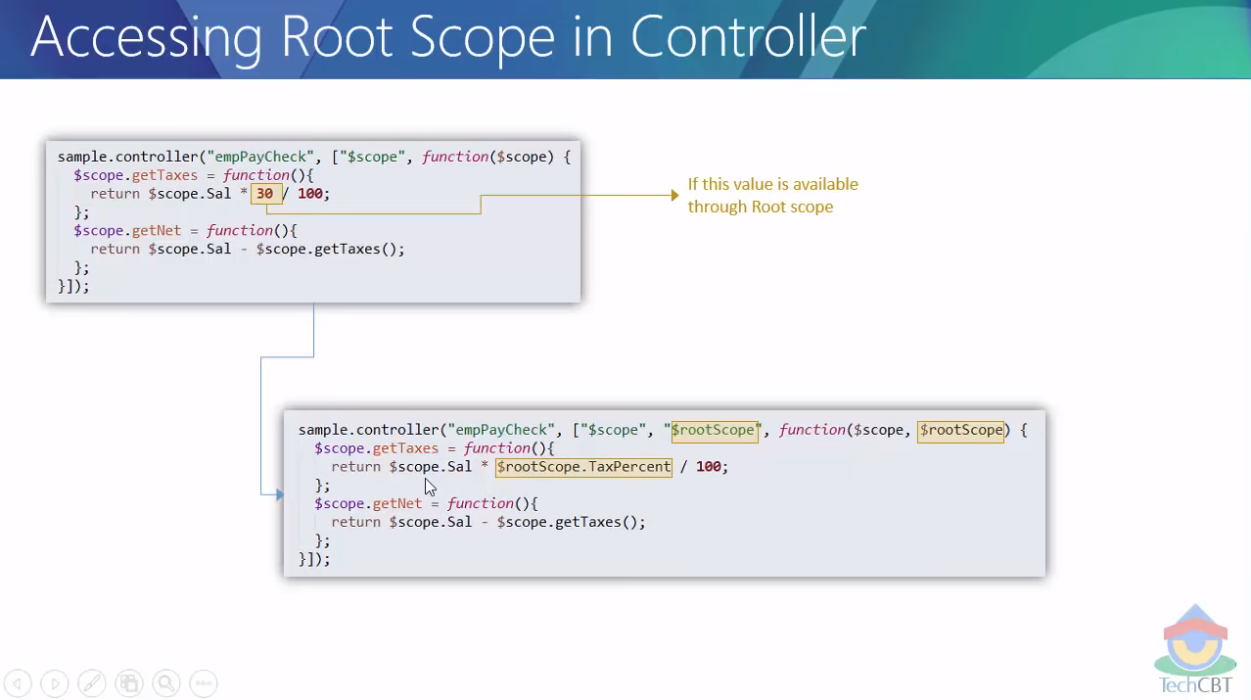 Accessing Root Scope in Controller
sample.controller("empPayCheck", ["$scope", function($scope) {
$scope.getTaxes = function(){
return $scope.Sal * 30 / 100;
};
$scope.getNet = function(){
return $scope.Sal - $scope.getTaxes();
};
}]);
If this value is available
through Root scope
sample.controller("empPayCheck", ["$scope", "$rootScope", function($scope, $rootScope) {
$scope.getTaxes = function(){
return $scope.Sal * $rootScope.TaxPercent / 100;
};
$scope.getNet = function(){
return $scope.Sal - $scope.getTaxes();
};
}]);
TechCBT